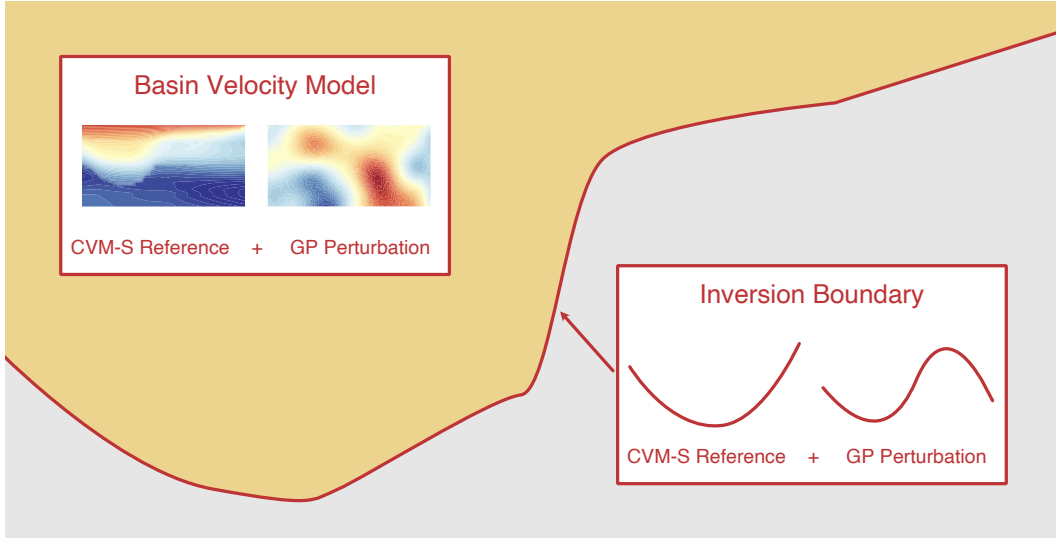 Basin Velocity Model
CVM-S Reference + GP Perturbation
Inversion Boundary
CVM-S Reference + GP Perturbation